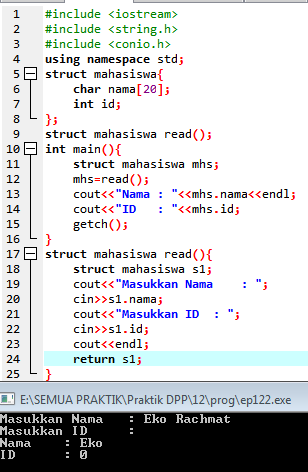 1 #include <iostream>
2 #include <string.h>
3 #include <conio.h>
4 using namespace std;
5 struct mahasiswa{
6 char nama[20];
7 int id;
8 };
9 struct mahasiswa read();
10 int main(){
11 struct mahasiswa mhs;
12 mhs=read();
13 cout<<"Nama : "<<mhs.nama<<endl;
14 cout<<"ID   : "<<mhs.id;
15 getch();
16 }
17 struct mahasiswa read(){
18 struct mahasiswa s1;
19 cout<<"Masukkan Nama    : ";
20 cin>>s1.nama;
21 cout<<"Masukkan ID  : ";
22 cin>>s1.id;
23 cout<<endl;
24 return s1;
25 }
E:\SEMUA PRAKTIK\Praktik DPP\12\prog\ep122.exe
Masukkan Nama    : Eko Rachmat
Masukkan ID  :
Nama : Eko
ID   : 0